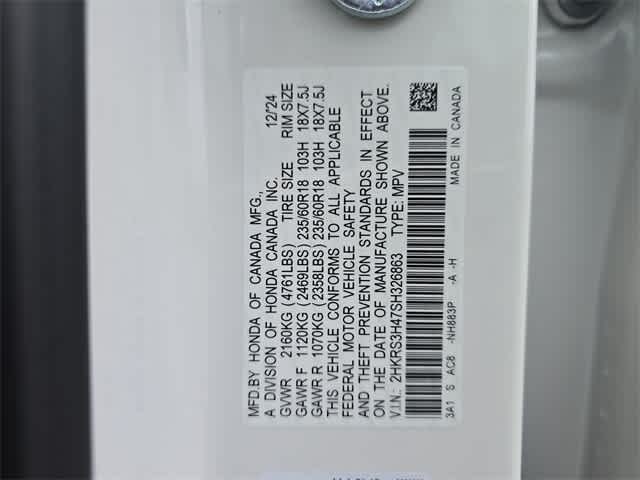 MFD.BY HONDA OF CANADA MFG.,
A DIVISION OF HONDA CANADA INC. 12/24
GVWR 2160KG (4761LBS) TIRE SIZE RIM SIZE
GAWR F 1120KG (2469LBS) 235/60R18 103H 18X7.5J
GAWR R 1070KG (2358LBS) 235/60R18 103H 18X7.5J
THIS VEHICLE CONFORMS TO ALL APPLICABLE
FEDERAL MOTOR VEHICLE SAFETY
AND THEFT PREVENTION STANDARDS IN EFFECT
ON THE DATE OF MANUFACTURE SHOWN ABOVE.
V.I.N.: 2HKRS3H47SH326863 TYPE: MPV
3A1 S AC8 -NH883P -A -H MADE IN CANADA